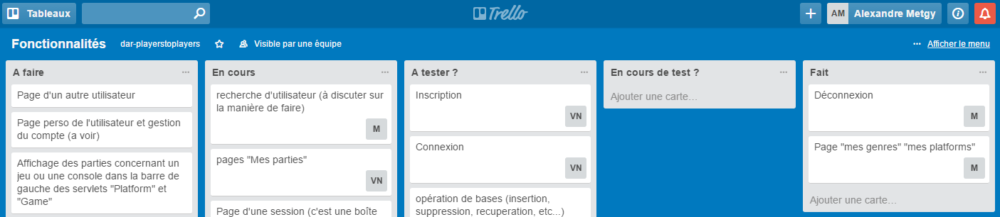 Tableaux
Trello
AM Alexandre Metgy
Fonctionnalités dar-playerstoplayers Visible par une équipe
Afficher le menu
A faire
Page d'un autre utilisateur
Page perso de l'utilisateur et gestion
du compte (a voir)
Affichage des parties concernant un
jeu ou une console dans la barre de
gauche des servlets "Platform" et
"Game"
En cours
recherche d'utilisateur (à discuter sur
la manière de faire)
M
pages "Mes parties"
VN
Page d'une session (c'est une boîte
A tester ?
Inscription
VN
Connexion
VN
opération de bases (insertion,
suppression, recuperation, etc...)
En cours de test ?
Ajouter une carte...
Fait
Déconnexion
M
Page "mes genres" "mes platforms"
M
Ajouter une carte...